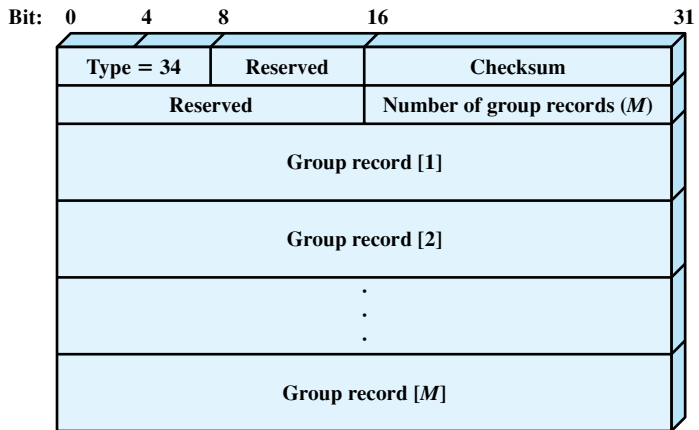 Bit: 0 4 8 16 31
Type = 34 Reserved Checksum
Reserved Number of group records (M)
Group record [1]
Group record [2]
.
.
.
Group record [M]